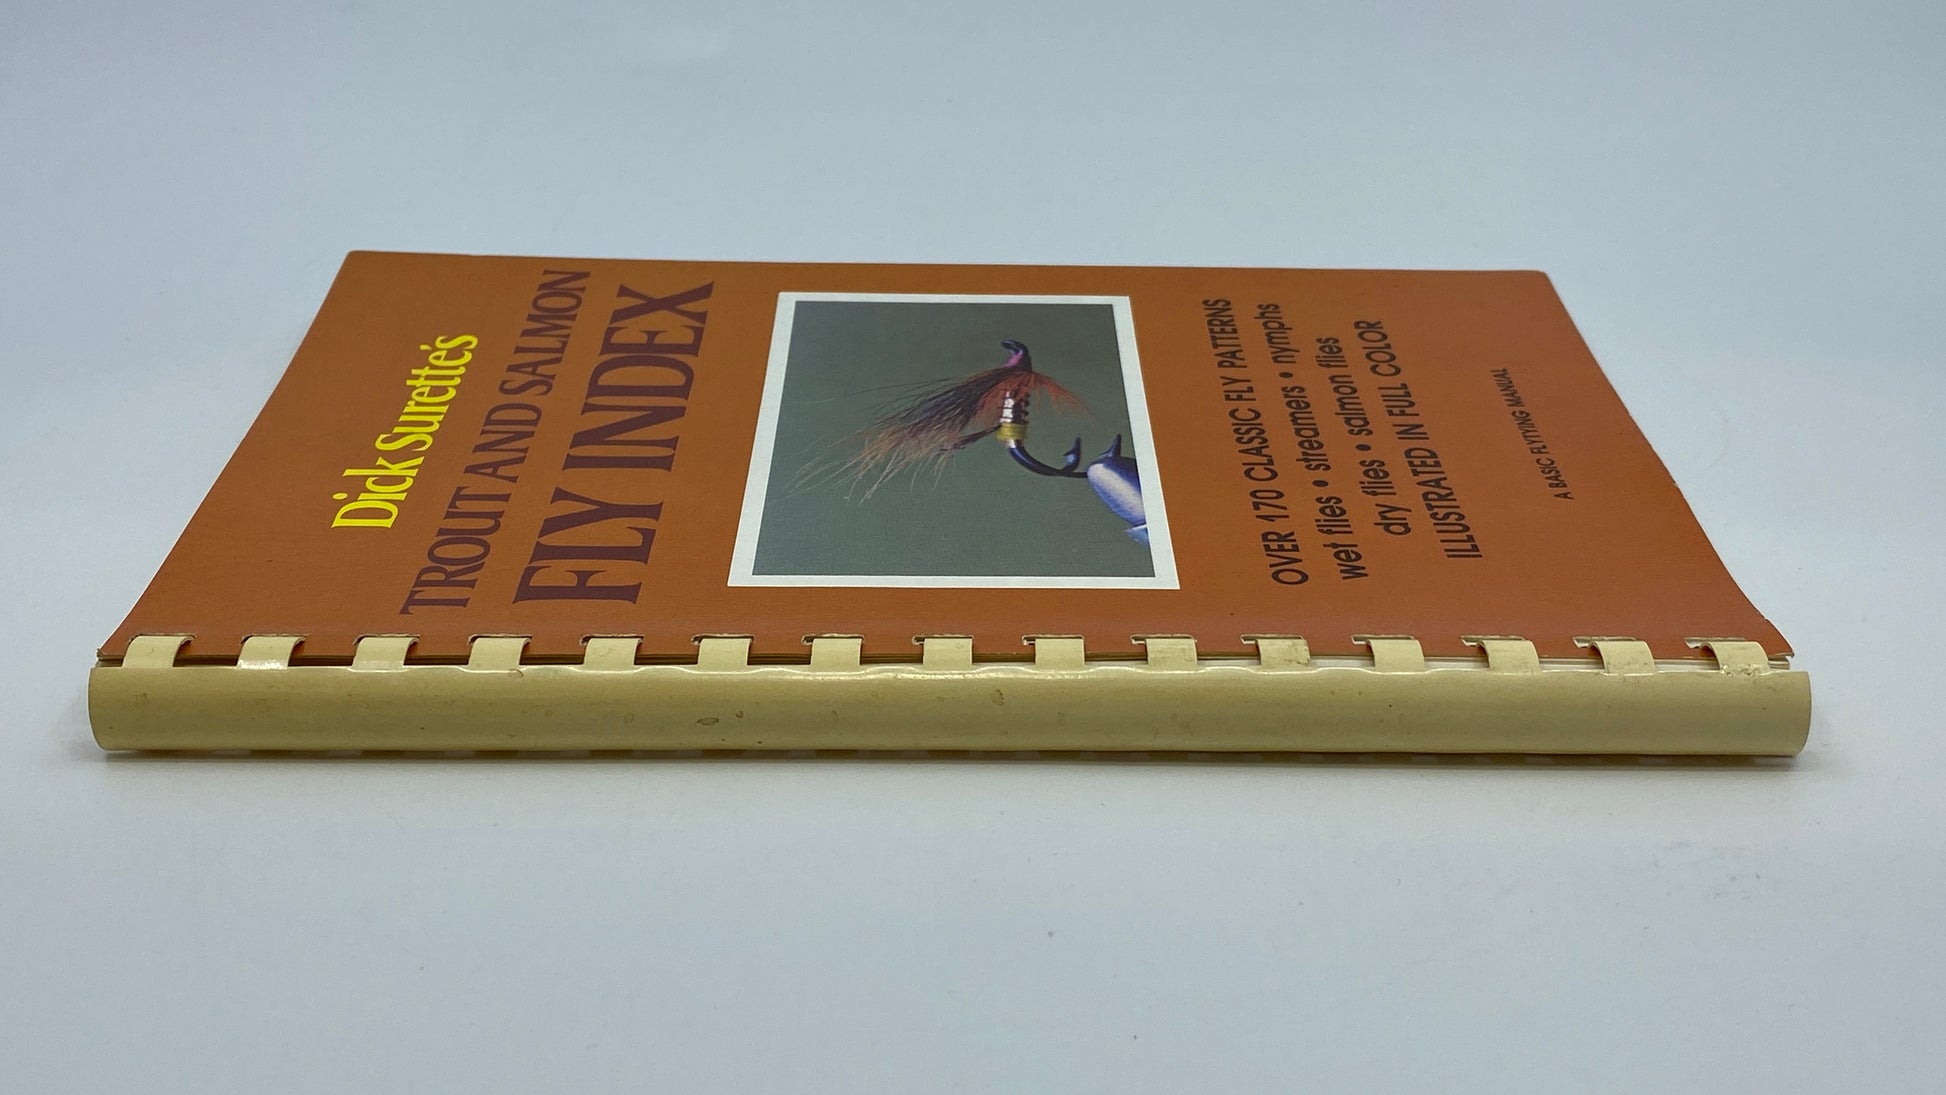 Dick Surette's
TROUT AND SALMON
FLY INDEX
OVER 170 CLASSIC FLY PATTERNS
wet flies • streamers • nymphs
dry flies • salmon flies
ILLUSTRATED IN FULL COLOR
A BASIC FLYTYING MANUAL